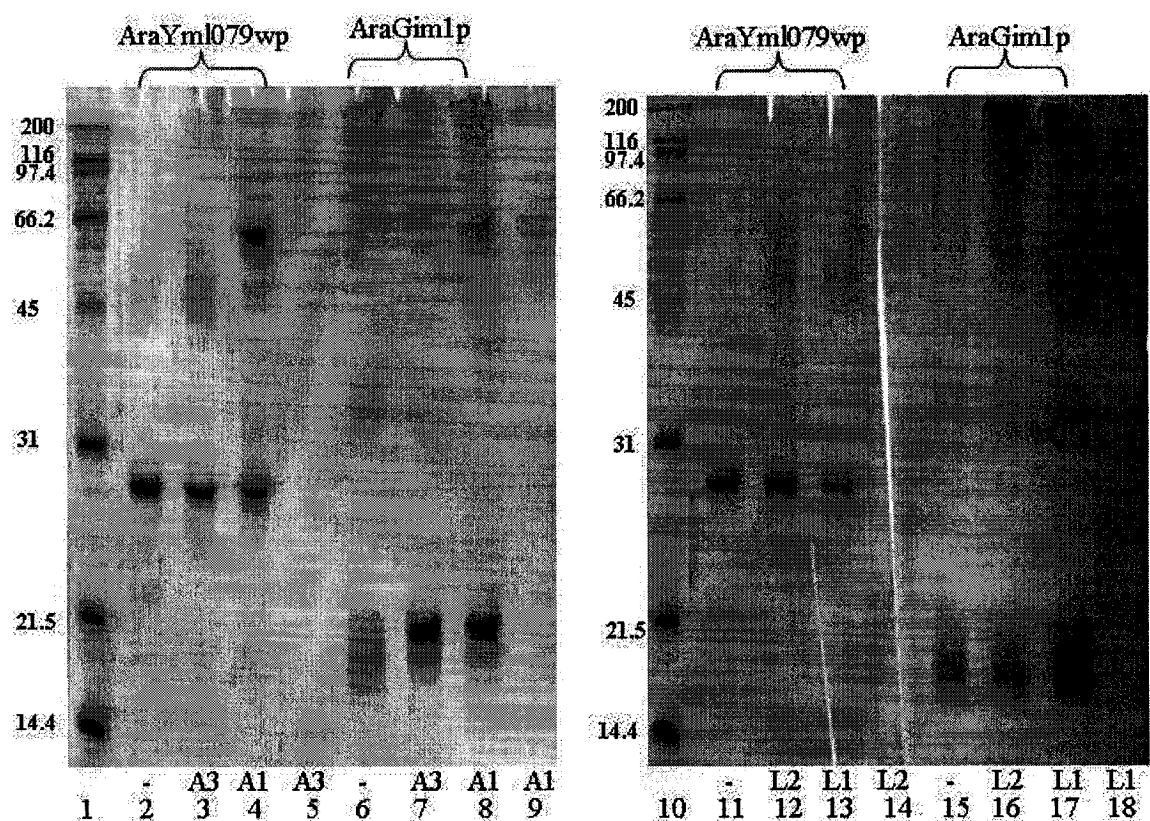 AraYml079wp AraGim1p
200
116
97.4
66.2
45
31
21.5
14.4
- A3 A1 A3 - A3 A1 A1
1 2 3 4 5 6 7 8 9
AraYml079wp AraGim1p
200
116
97.4
66.2
45
31
21.5
14.4
- L2 L1 L2 - L2 L1 L1
10 11 12 13 14 15 16 17 18